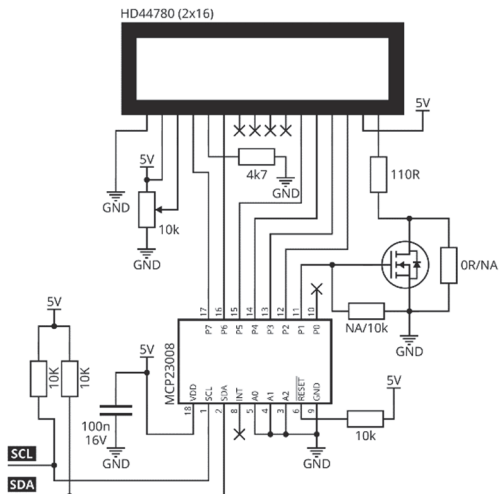 HD44780 (2x16)
5V
5V
4k7
110R
GND
GND
10k
GND
0R/NA
17 16 15 14 13 12 11 10
P7 P6 P5 P4 P3 P2 P1 P0
NA/10k
GND
5V
5V
MCP23008
10K
10K
5V
100n
16V
VDD SCL SDA INT A0 A1 A2 RESET GND
18 1 2 8 5 4 3 6 9
10k
GND
GND
SCL
SDA